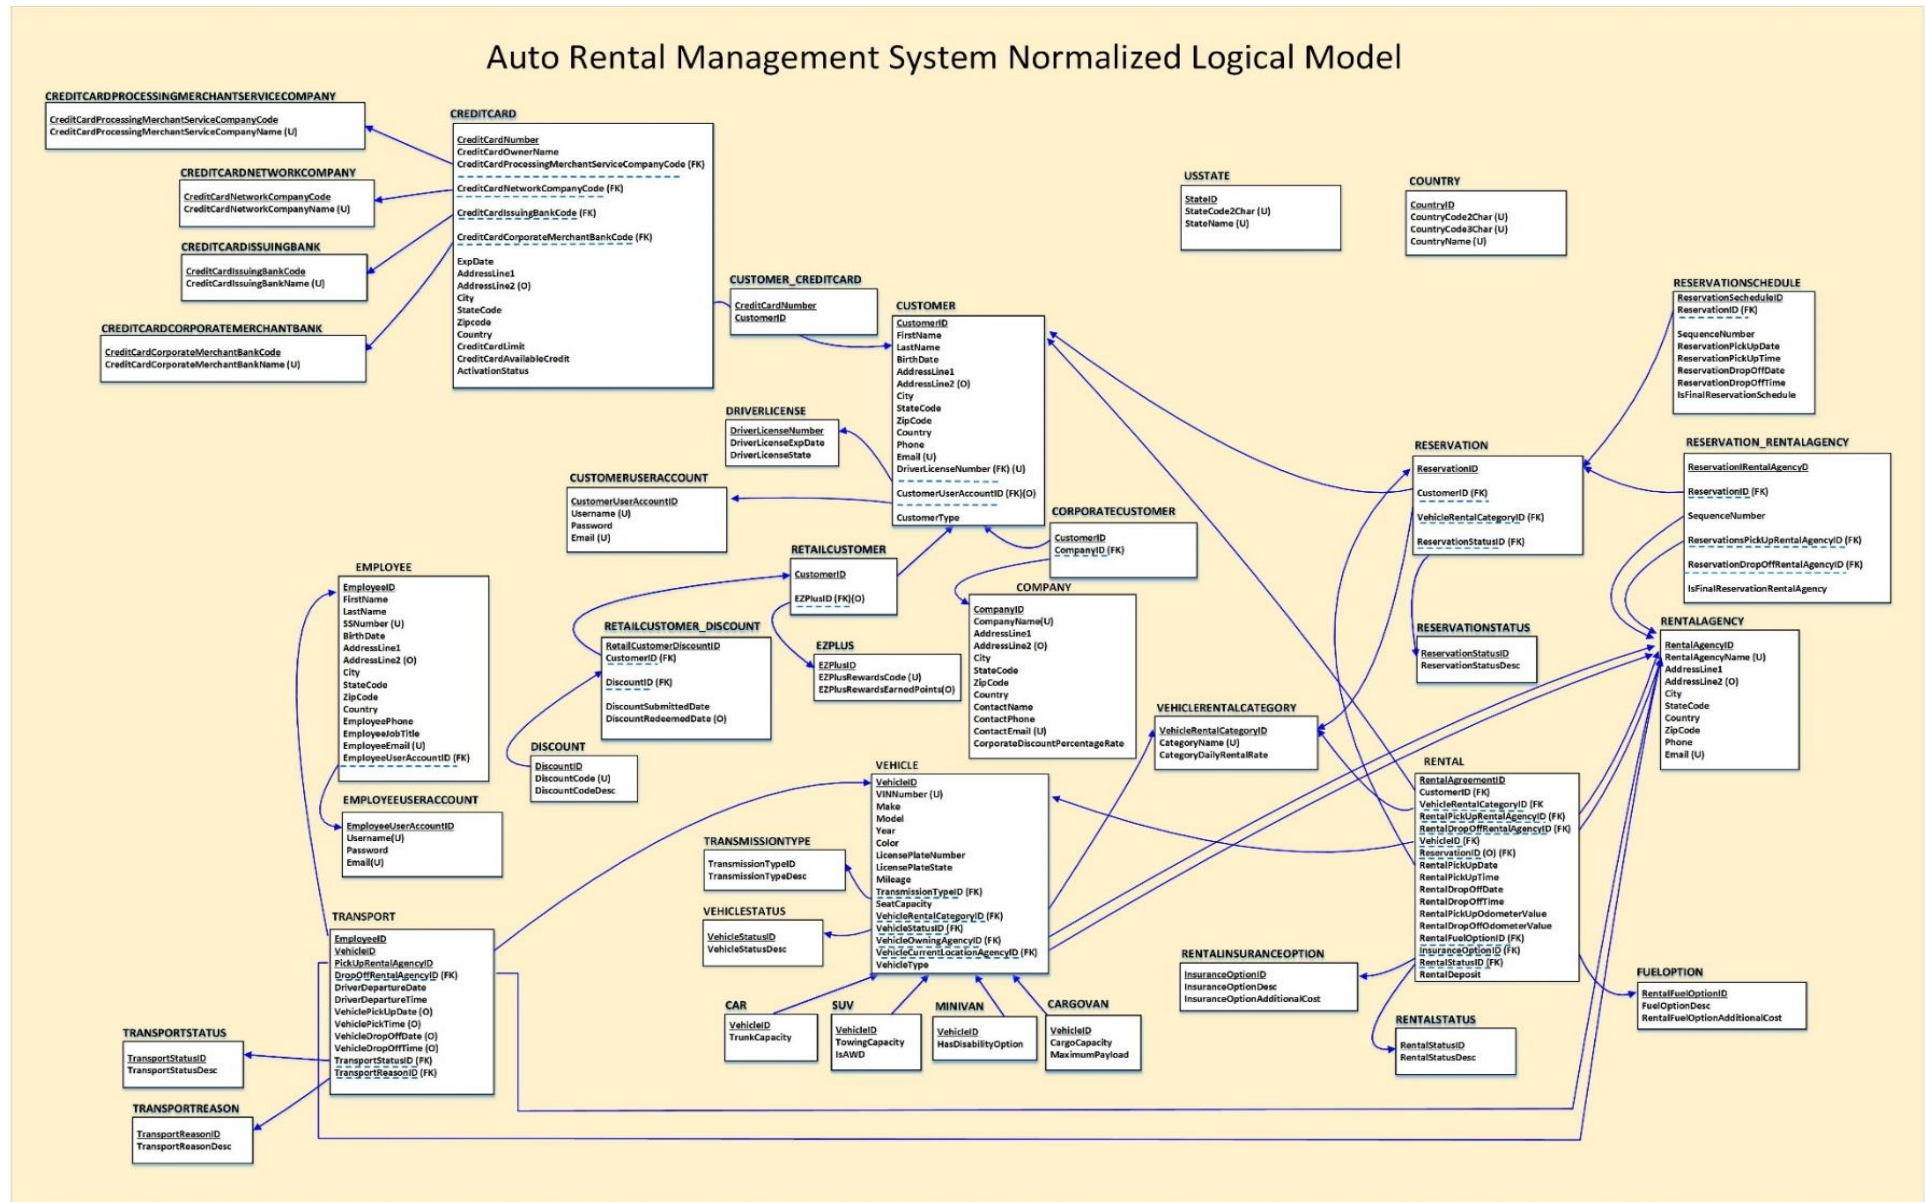 Auto Rental Management System Normalized Logical Model
CREDITCARDPROCESSINGMERCHANTSERVICECOMPANY
CreditCardProcessingMerchantServiceCompanyCode
CreditCardProcessingMerchantServiceCompanyName (U)
CREDITCARDNETWORKCOMPANY
CreditCardNetworkCompanyCode
CreditCardNetworkCompanyName (U)
CREDITCARDISSUINGBANK
CreditCardIssuingBankCode
CreditCardIssuingBankName (U)
CREDITCARDCORPORATEMERCHANTBANK
CreditCardCorporateMerchantBankCode
CreditCardCorporateMerchantBankName (U)
CREDITCARD
CreditCardNumber
CreditCardOwnerName
CreditCardProcessingMerchantServiceCompanyCode (FK)
CreditCardNetworkCompanyCode (FK)
CreditCardIssuingBankCode (FK)
CreditCardCorporateMerchantBankCode (FK)
ExpDate
AddressLine1
AddressLine2 (O)
City
StateCode
Zipcode
Country
CreditCardLimit
CreditCardAvailableCredit
ActivationStatus
CUSTOMER_CREDITCARD
CreditCardNumber
CustomerID
CUSTOMER
CustomerID
FirstName
LastName
BirthDate
AddressLine1
AddressLine2 (O)
City
StateCode
ZipCode
Country
Phone
Email (U)
DriverLicenseNumber (FK) (U)
CustomerUserAccountID (FK)(O)
CustomerType
USSTATE
StateID
StateCode2Char (U)
StateName (U)
COUNTRY
CountryID
CountryCode2Char (U)
CountryCode3Char (U)
CountryName (U)
RESERVATIONSCHEDULE
ReservationSecheduleID
ReservationID (FK)
SequenceNumber
ReservationPickUpDate
ReservationPickUpTime
ReservationDropOffDate
ReservationDropOffTime
IsFinalReservationSchedule
DRIVERLICENSE
DriverLicenseNumber
DriverLicenseExpDate
DriverLicenseState
CUSTOMERUSERACCOUNT
CustomerUserAccountID
Username (U)
Password
Email (U)
RESERVATION
ReservationID
CustomerID (FK)
VehicleRentalCategoryID (FK)
ReservationStatusID (FK)
RESERVATION_RENTALAGENCY
ReservationIRentalAgencyD
ReservationID (FK)
SequenceNumber
ReservationsPickUpRentalAgencyID (FK)
ReservationDropOffRentalAgencyID (FK)
IsFinalReservationRentalAgency
CORPORATECUSTOMER
CustomerID
CompanyID (FK)
RETAILCUSTOMER
CustomerID
EZPlusID (FK)(O)
EMPLOYEE
EmployeeID
FirstName
LastName
SSNumber (U)
BirthDate
AddressLine1
AddressLine2 (O)
City
StateCode
ZipCode
Country
EmployeePhone
EmployeeJobTitle
EmployeeEmail (U)
EmployeeUserAccountID (FK)
COMPANY
CompanyID
CompanyName(U)
AddressLine1
AddressLine2 (O)
City
StateCode
ZipCode
Country
ContactName
ContactPhone
ContactEmail (U)
CorporateDiscountPercentageRate
RETAILCUSTOMER_DISCOUNT
RetailCustomerDiscountID
CustomerID (FK)
DiscountID (FK)
DiscountSubmittedDate
DiscountRedeemedDate (O)
EZPLUS
EZPlusID
EZPlusRewardsCode (U)
EZPlusRewardsEarnedPoints(O)
RESERVATIONSTATUS
ReservationStatusID
ReservationStatusDesc
RENTALAGENCY
RentalAgencyID
RentalAgencyName (U)
AddressLine1
AddressLine2 (O)
City
StateCode
Country
ZipCode
Phone
Email (U)
VEHICLERENTALCATEGORY
VehicleRentalCategoryID
CategoryName (U)
CategoryDailyRentalRate
DISCOUNT
DiscountID
DiscountCode (U)
DiscountCodeDesc
EMPLOYEEUSERACCOUNT
EmployeeUserAccountID
Username(U)
Password
Email(U)
VEHICLE
VehicleID
VINNumber (U)
Make
Model
Year
Color
LicensePlateNumber
LicensePlateState
Mileage
TransmissionTypeID (FK)
SeatCapacity
VehicleRentalCategoryID (FK)
VehicleStatusID (FK)
VehicleOwningAgencyID (FK)
VehicleCurrentLocationAgencyID (FK)
VehicleType
RENTAL
RentalAgreementID
CustomerID (FK)
VehicleRentalCategoryID (FK
RentalPickUpRentalAgencyID (FK)
RentalDropOffRentalAgencyID (FK)
VehicleID (FK)
ReservationID (O) (FK)
RentalPickUpDate
RentalPickUpTime
RentalDropOffDate
RentalDropOffTime
RentalPickUpOdometerValue
RentalDropOffOdometerValue
RentalFuelOptionID (FK)
InsuranceOptionID (FK)
RentalStatusID (FK)
RentalDeposit
TRANSMISSIONTYPE
TransmissionTypeID
TransmissionTypeDesc
VEHICLESTATUS
VehicleStatusID
VehicleStatusDesc
TRANSPORT
EmployeeID
VehicleID
PickUpRentalAgencyID
DropOffRentalAgencyID (FK)
DriverDepartureDate
DriverDepartureTime
VehiclePickUpDate (O)
VehiclePickTime (O)
VehicleDropOffDate (O)
VehicleDropOffTime (O)
TransportStatusID (FK)
TransportReasonID (FK)
RENTALINSURANCEOPTION
InsuranceOptionID
InsuranceOptionDesc
InsuranceOptionAdditionalCost
FUELOPTION
RentalFuelOptionID
FuelOptionDesc
RentalFuelOptionAdditionalCost
CAR
VehicleID
TrunkCapacity
SUV
VehicleID
TowingCapacity
IsAWD
MINIVAN
VehicleID
HasDisabilityOption
CARGOVAN
VehicleID
CargoCapacity
MaximumPayload
RENTALSTATUS
RentalStatusID
RentalStatusDesc
TRANSPORTSTATUS
TransportStatusID
TransportStatusDesc
TRANSPORTREASON
TransportReasonID
TransportReasonDesc